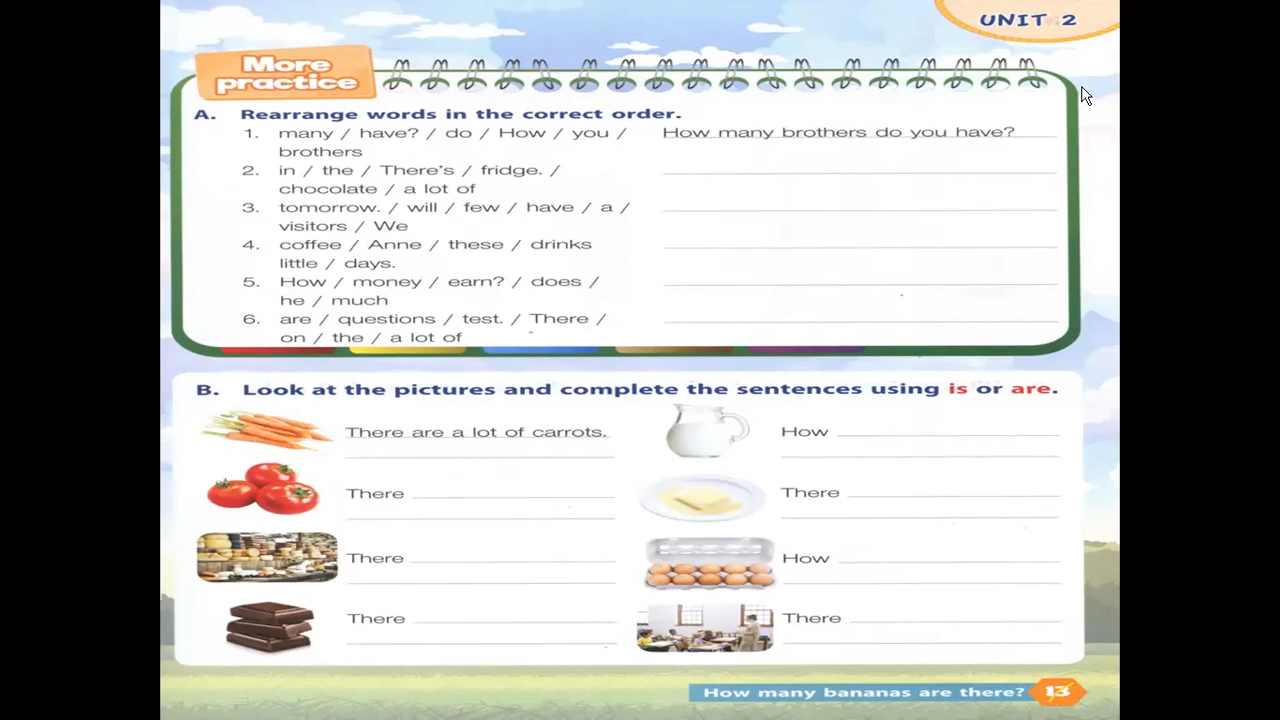 UNIT 2
More
practice
A. Rearrange words in the correct order.
1. many / have? / do / How / you / How many brothers do you have?
brothers
2. in / the / There's / fridge. /
chocolate / a lot of
3. tomorrow. / will / few / have / a /
visitors / We
4. coffee / Anne / these / drinks
little / days.
5. How / money / earn? / does /
he / much
6. are / questions / test. / There /
on / the / a lot of
B. Look at the pictures and complete the sentences using is or are.
There are a lot of carrots. How
There There
There How
There There
How many bananas are there? 13